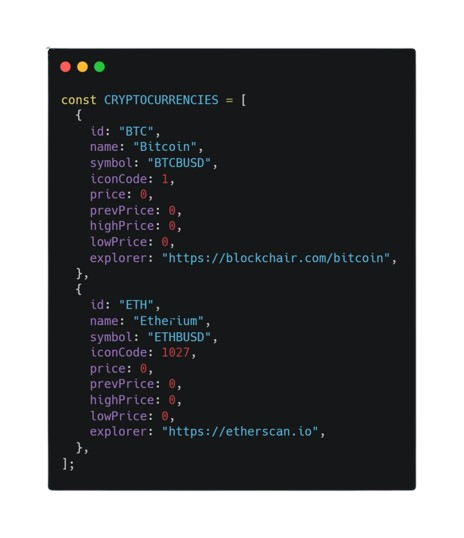 const CRYPTOCURRENCIES = [
  {
    id: "BTC",
    name: "Bitcoin",
    symbol: "BTCBUSD",
    iconCode: 1,
    price: 0,
    prevPrice: 0,
    highPrice: 0,
    lowPrice: 0,
    explorer: "https://blockchair.com/bitcoin",
  },
  {
    id: "ETH",
    name: "Etherium",
    symbol: "ETHBUSD",
    iconCode: 1027,
    price: 0,
    prevPrice: 0,
    highPrice: 0,
    lowPrice: 0,
    explorer: "https://etherscan.io",
  },
];